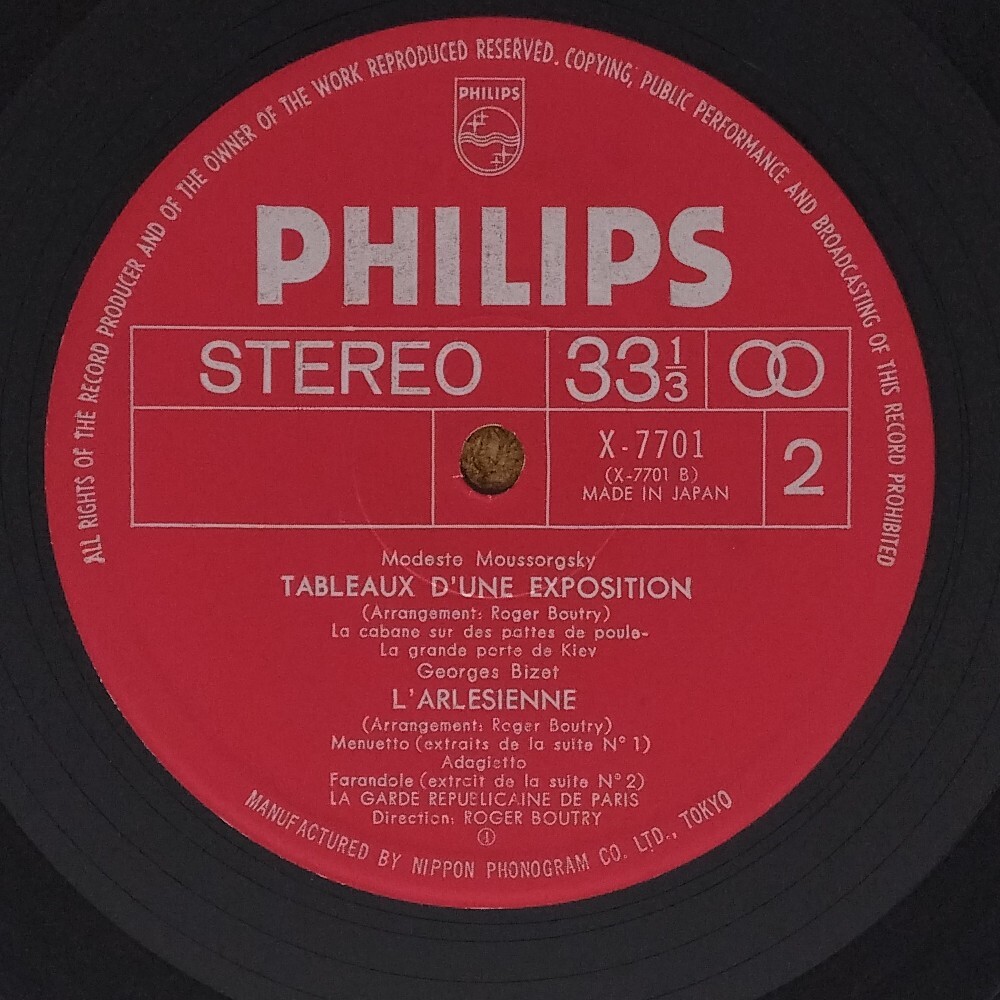 ALL RIGHTS OF THE RECORD PRODUCER AND OF THE OWNER OF THE WORK REPRODUCED RESERVED. COPYING, PUBLIC PERFORMANCE AND BROADCASTING OF THIS RECORD PROHIBITED
PHILIPS
PHILIPS
STEREO
33 1/3
X-7701
(X-7701 B)
MADE IN JAPAN
2
Modeste Moussorgsky
TABLEAUX D'UNE EXPOSITION
(Arrangement: Roger Boutry)
La cabane sur des pattes de poule-
La grande porte de Kiev
Georges Bizet
L'ARLESIENNE
(Arrangement: Roger Boutry)
Menuetto (extraits de la suite N° 1)
Adagietto
Farandole (extrait de la suite N° 2)
LA GARDE REPUBLICAINE DE PARIS
Direction: ROGER BOUTRY
④
MANUFACTURED BY NIPPON PHONOGRAM CO. LTD., TOKYO